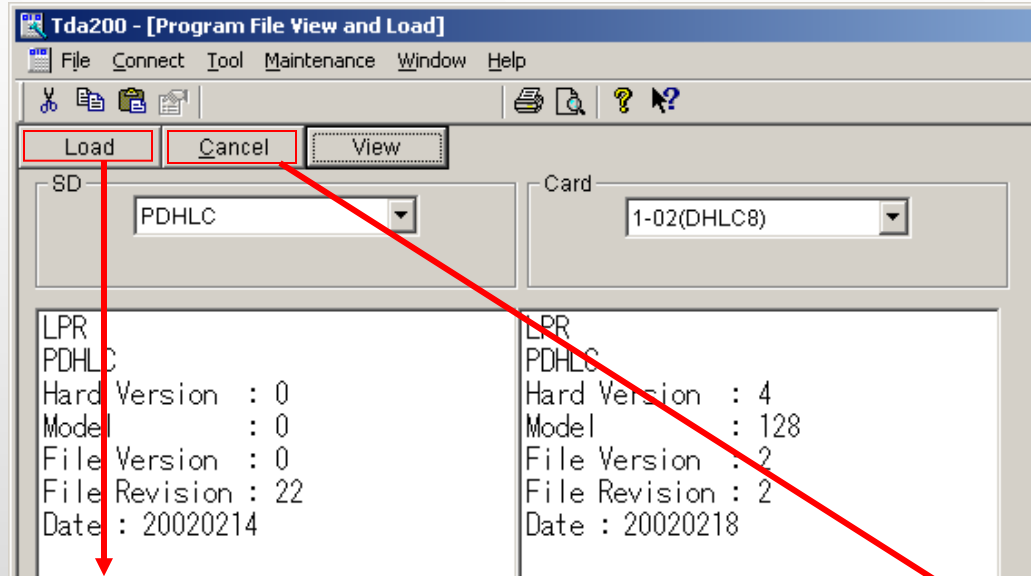 Tda200 - [Program File View and Load]
File Connect Tool Maintenance Window Help
Load Cancel View
SD Card
PDHLC 1-02(DHLC8)
LPR
PDHLC
Hard Version : 0
Model : 0
File Version : 0
File Revision : 22
Date : 20020214
LPR
PDHLC
Hard Version : 4
Model : 128
File Version : 2
File Revision : 2
Date : 20020218